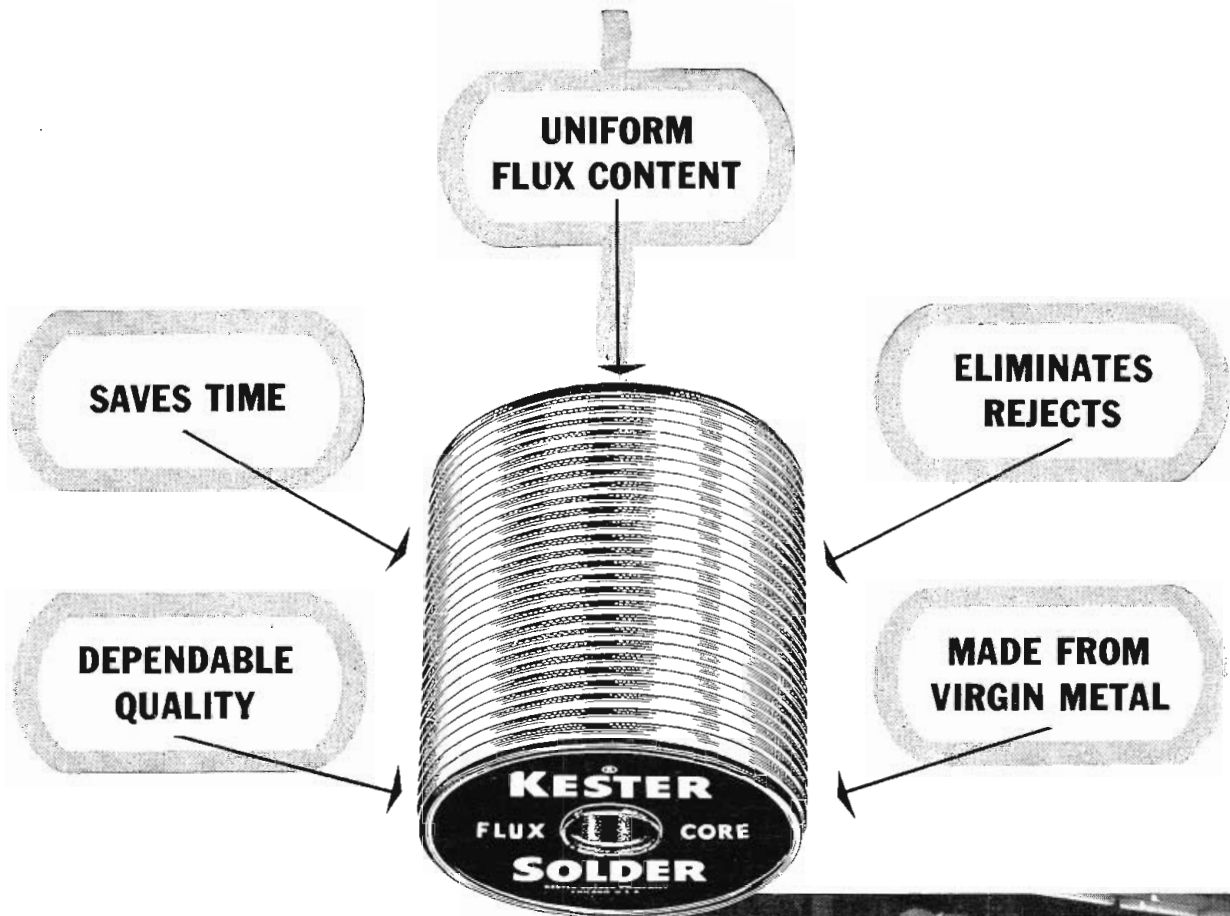 UNIFORM
FLUX CONTENT
SAVES TIME
ELIMINATES
REJECTS
DEPENDABLE
QUALITY
MADE FROM
VIRGIN METAL
KESTER
®
FLUX CORE
SOLDER